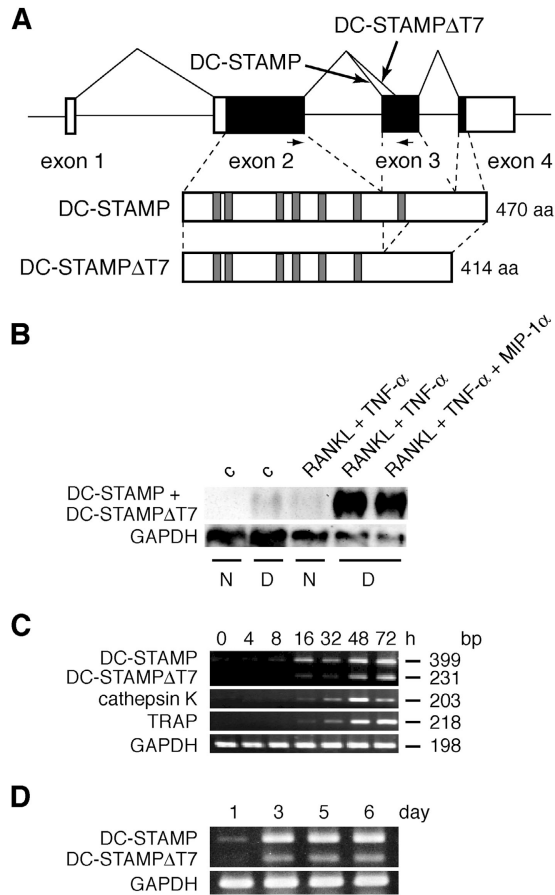 A
DC-STAMPΔT7
DC-STAMP
exon 1 exon 2 exon 3 exon 4
DC-STAMP 470 aa
DC-STAMPΔT7 414 aa
B
c c RANKL + TNF-α RANKL + TNF-α RANKL + TNF-α + MIP-1α
DC-STAMP +
DC-STAMPΔT7
GAPDH
N D N D
C
0 4 8 16 32 48 72 h bp
DC-STAMP 399
DC-STAMPΔT7 231
cathepsin K 203
TRAP 218
GAPDH 198
D
1 3 5 6 day
DC-STAMP
DC-STAMPΔT7
GAPDH